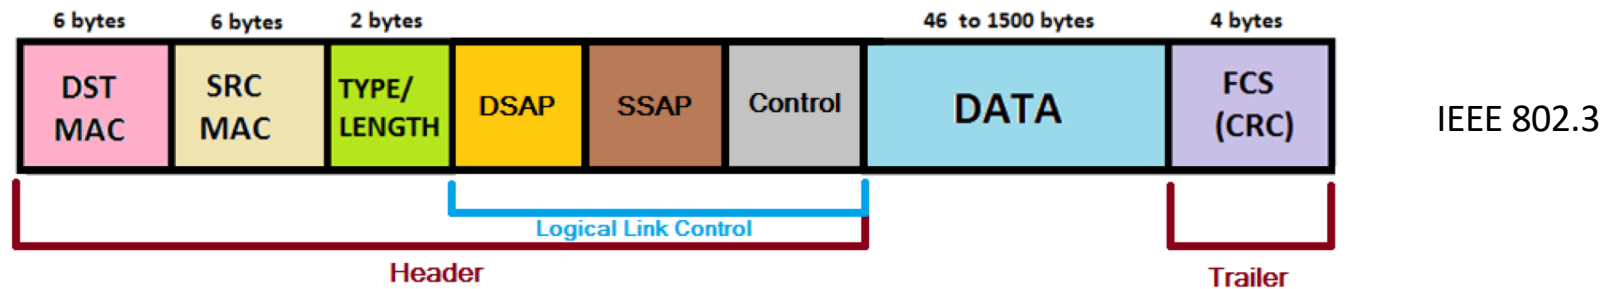 6 bytes
6 bytes
2 bytes
46 to 1500 bytes
4 bytes
DST
MAC
SRC
MAC
TYPE/
LENGTH
DSAP
SSAP
Control
DATA
FCS
(CRC)
IEEE 802.3
Logical Link Control
Header
Trailer